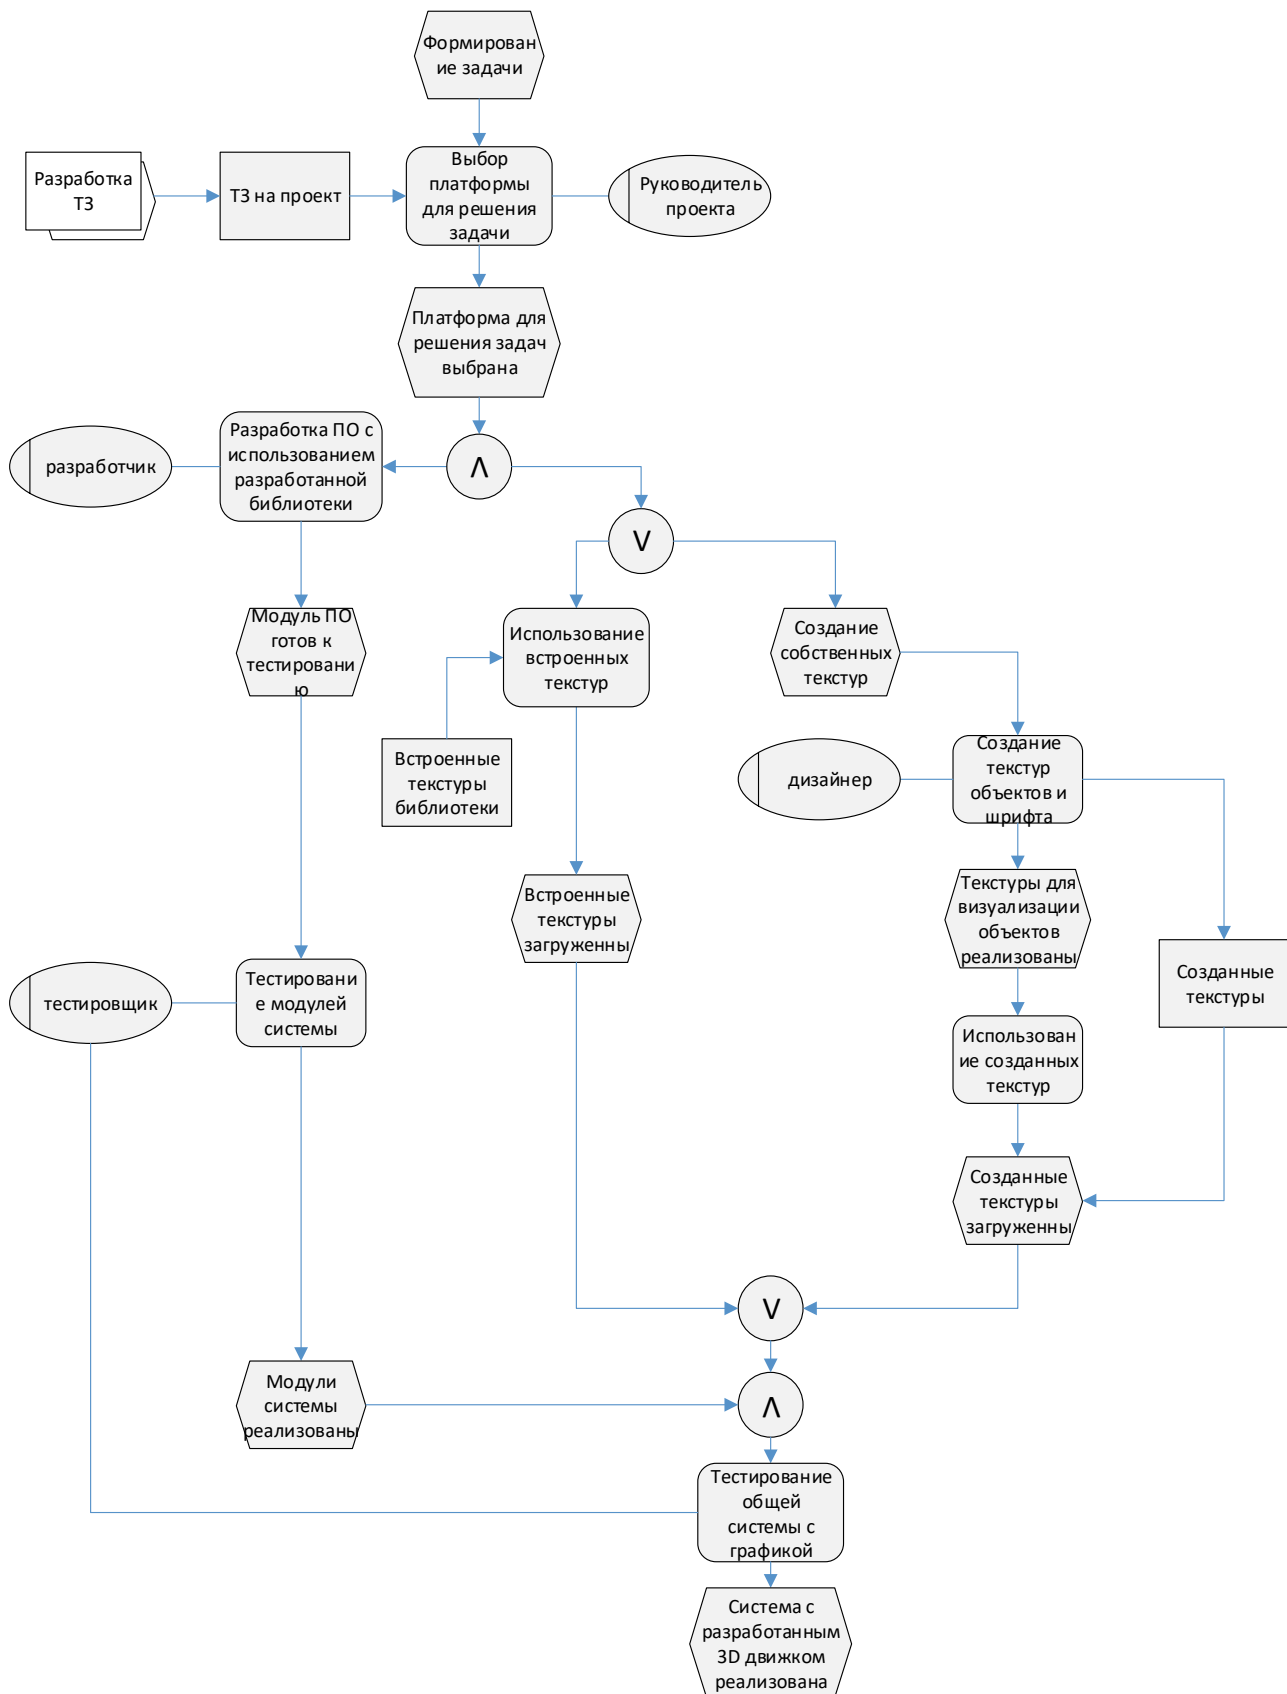 Формирован
ие задачи
Разработка
ТЗ
ТЗ на проект
Выбор
платформы
для решения
задачи
Руководитель
проекта
Платформа для
решения задач
выбрана
разработчик
Разработка ПО с
использованием
разработанной
библиотеки
Λ
V
Модуль ПО
готов к
тестировани
ю
Использование
встроенных
текстур
Создание
собственных
текстур
Встроенные
текстуры
библиотеки
дизайнер
Создание
текстур
объектов и
шрифта
Встроенные
текстуры
загруженны
Текстуры для
визуализации
объектов
реализованы
Созданные
текстуры
тестировщик
Тестировани
е модулей
системы
Использован
ие созданных
текстур
Созданные
текстуры
загруженны
V
Модули
системы
реализованы
Λ
Тестирование
общей
системы с
графикой
Система с
разработанным
3D движком
реализована